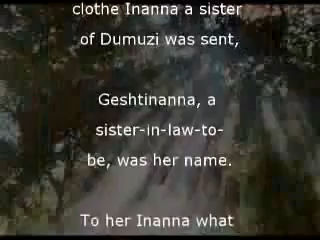 clothe Inanna a sister
of Dumuzi was sent,
Geshtinanna, a
sister-in-law-to-
be, was her name.
To her Inanna what